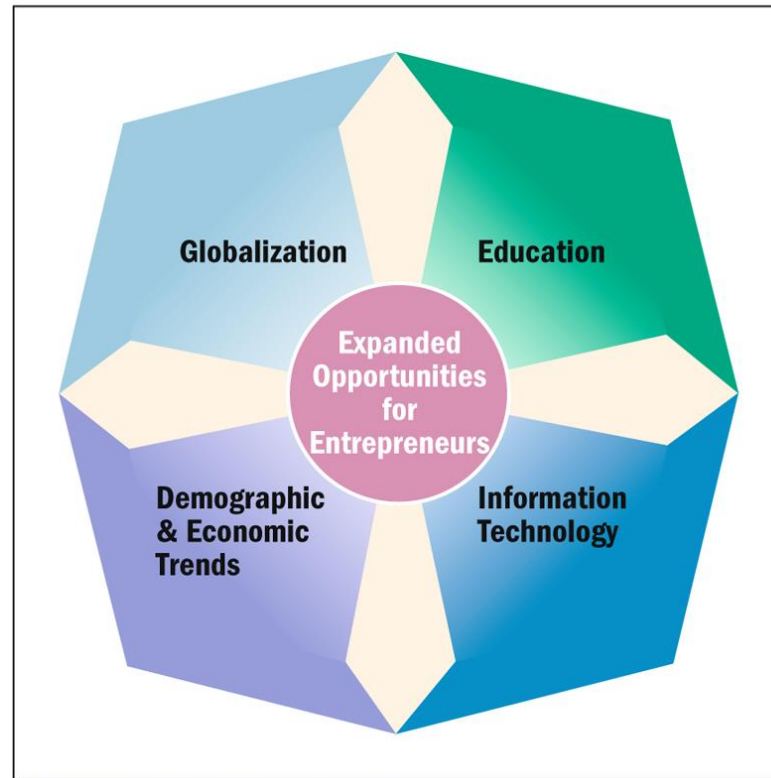 Globalization
Education
Expanded
Opportunities
for
Entrepreneurs
Demographic
& Economic
Trends
Information
Technology